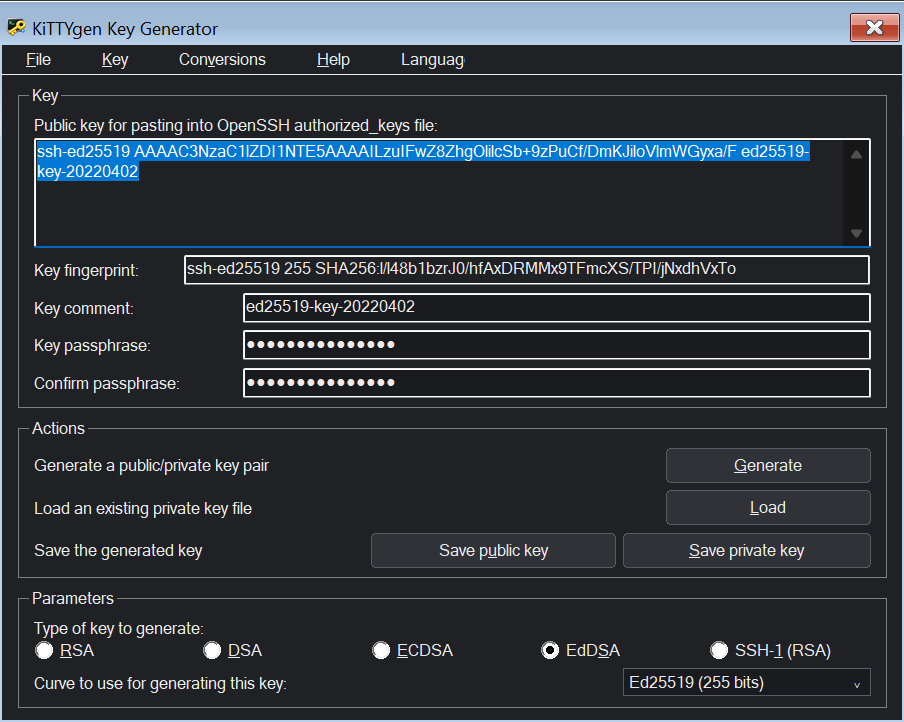 KiTTYgen Key Generator
File Key Conversions Help Languag
Key
Public key for pasting into OpenSSH authorized_keys file:
ssh-ed25519 AAAAC3NzaC1lZDI1NTE5AAAAILzuIFwZ8ZhgOlilcSb+9zPuCf/DmKJiloVlmWGyxa/F ed25519-
key-20220402
Key fingerprint: ssh-ed25519 255 SHA256:l/l48b1bzrJ0/hfAxDRMMx9TFmcXS/TPI/jNxdhVxTo
Key comment: ed25519-key-20220402
Key passphrase: ●●●●●●●●●●●●●●●
Confirm passphrase: ●●●●●●●●●●●●●●●
Actions
Generate a public/private key pair Generate
Load an existing private key file Load
Save the generated key Save public key Save private key
Parameters
Type of key to generate:
RSA DSA ECDSA EdDSA SSH-1 (RSA)
Curve to use for generating this key: Ed25519 (255 bits)